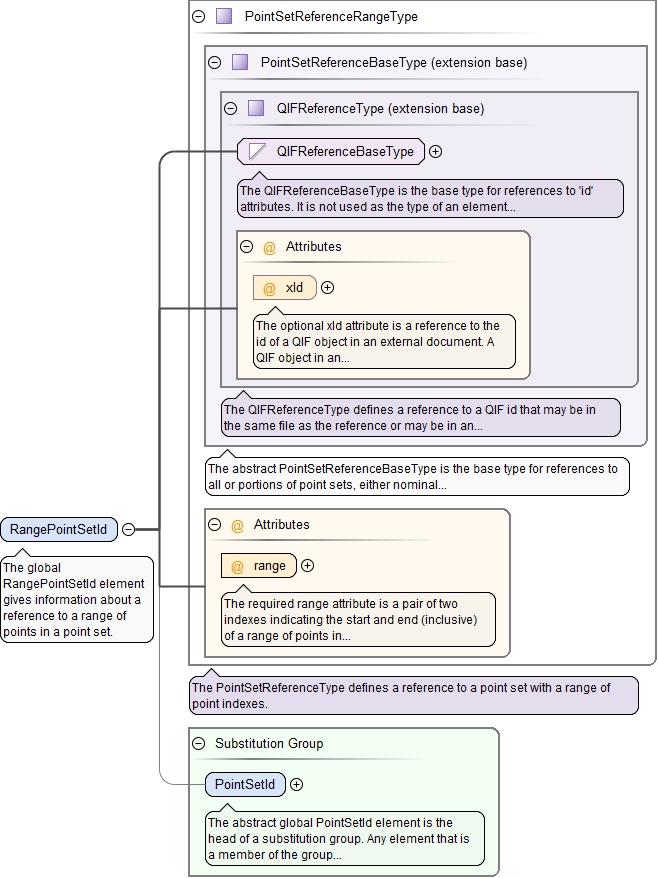 PointSetReferenceRangeType
PointSetReferenceBaseType (extension base)
QIFReferenceType (extension base)
QIFReferenceBaseType
The QIFReferenceBaseType is the base type for references to 'id'
attributes. It is not used as the type of an element...
@ Attributes
@ xId
The optional xId attribute is a reference to the
id of a QIF object in an external document. A
QIF object in an...
The QIFReferenceType defines a reference to a QIF id that may be in
the same file as the reference or may be in an...
The abstract PointSetReferenceBaseType is the base type for references to
all or portions of point sets, either nominal...
RangePointSetId
The global
RangePointSetId element
gives information about a
reference to a range of
points in a point set.
@ Attributes
@ range
The required range attribute is a pair of two
indexes indicating the start and end (inclusive)
of a range of points in...
The PointSetReferenceType defines a reference to a point set with a range of
point indexes.
Substitution Group
PointSetId
The abstract global PointSetId element is the
head of a substitution group. Any element that is
a member of the group...